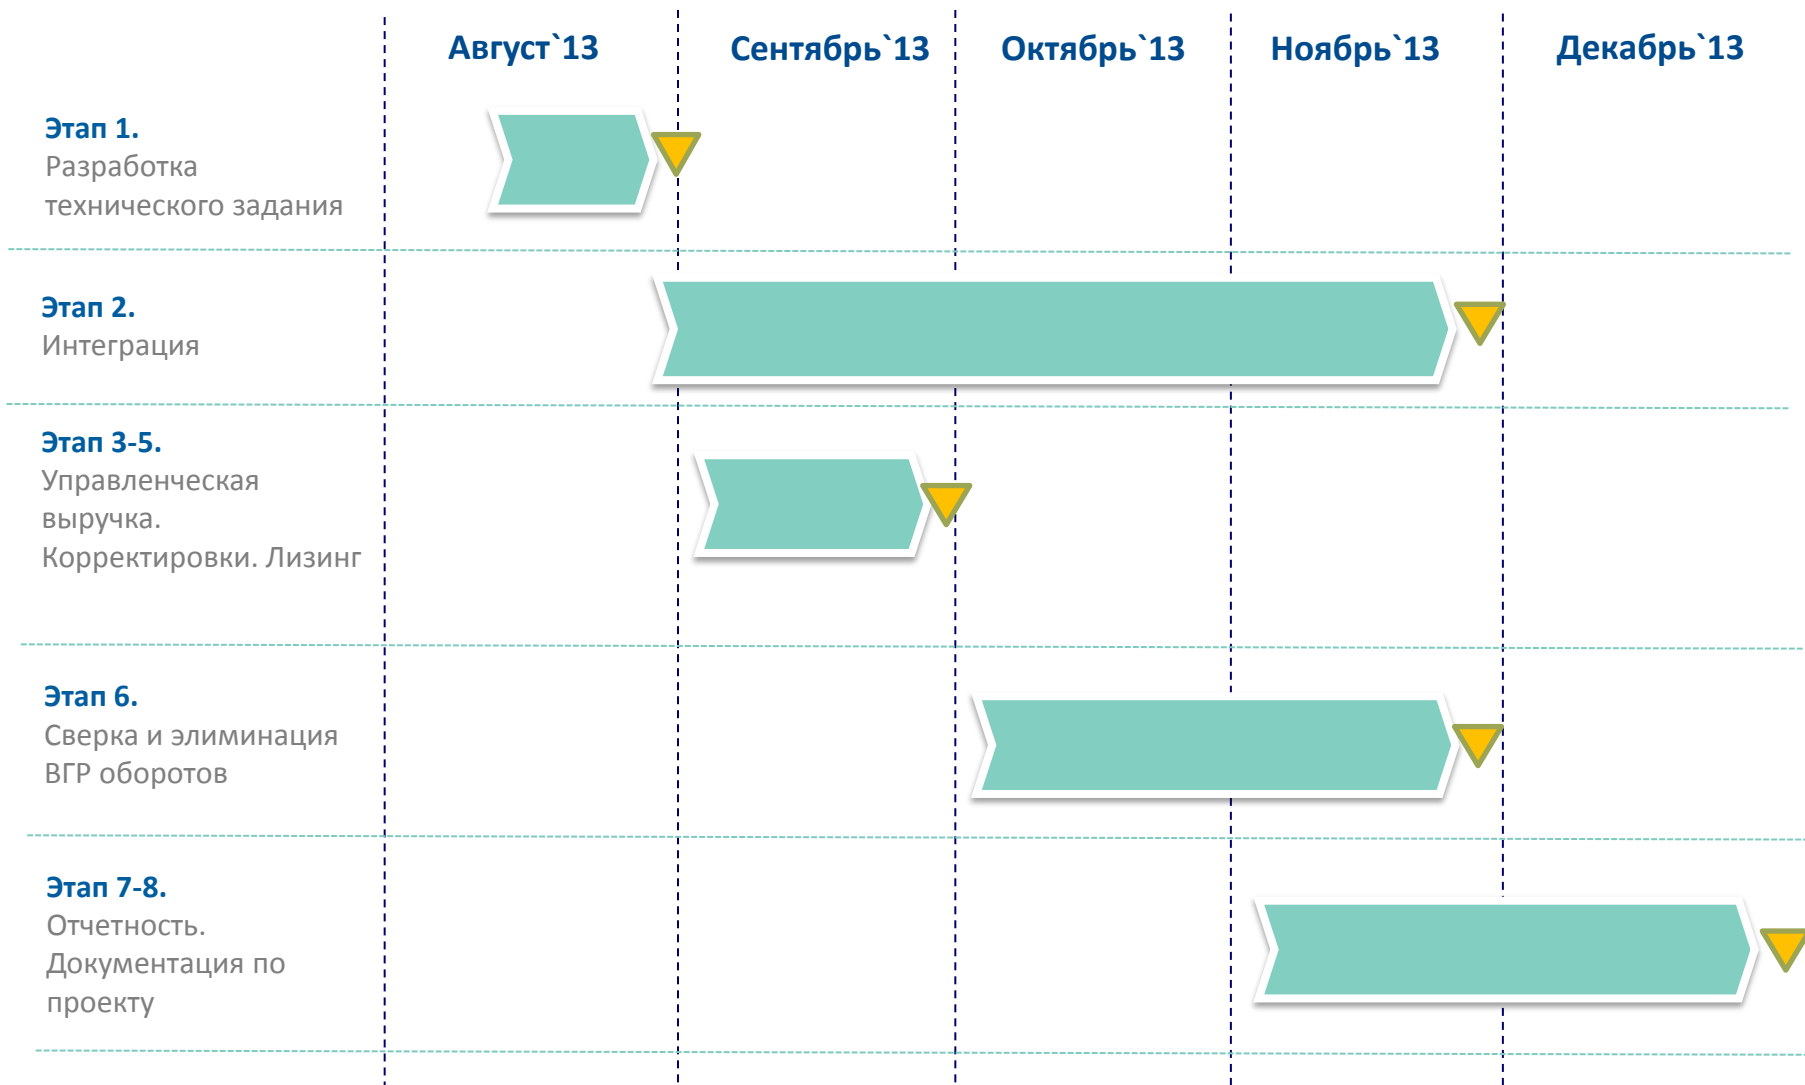 Август`13
Сентябрь`13
Октябрь`13
Ноябрь`13
Декабрь`13
Этап 1.
Разработка
технического задания
Этап 2.
Интеграция
Этап 3-5.
Управленческая
выручка.
Корректировки. Лизинг
Этап 6.
Сверка и элиминация
ВГР оборотов
Этап 7-8.
Отчетность.
Документация по
проекту